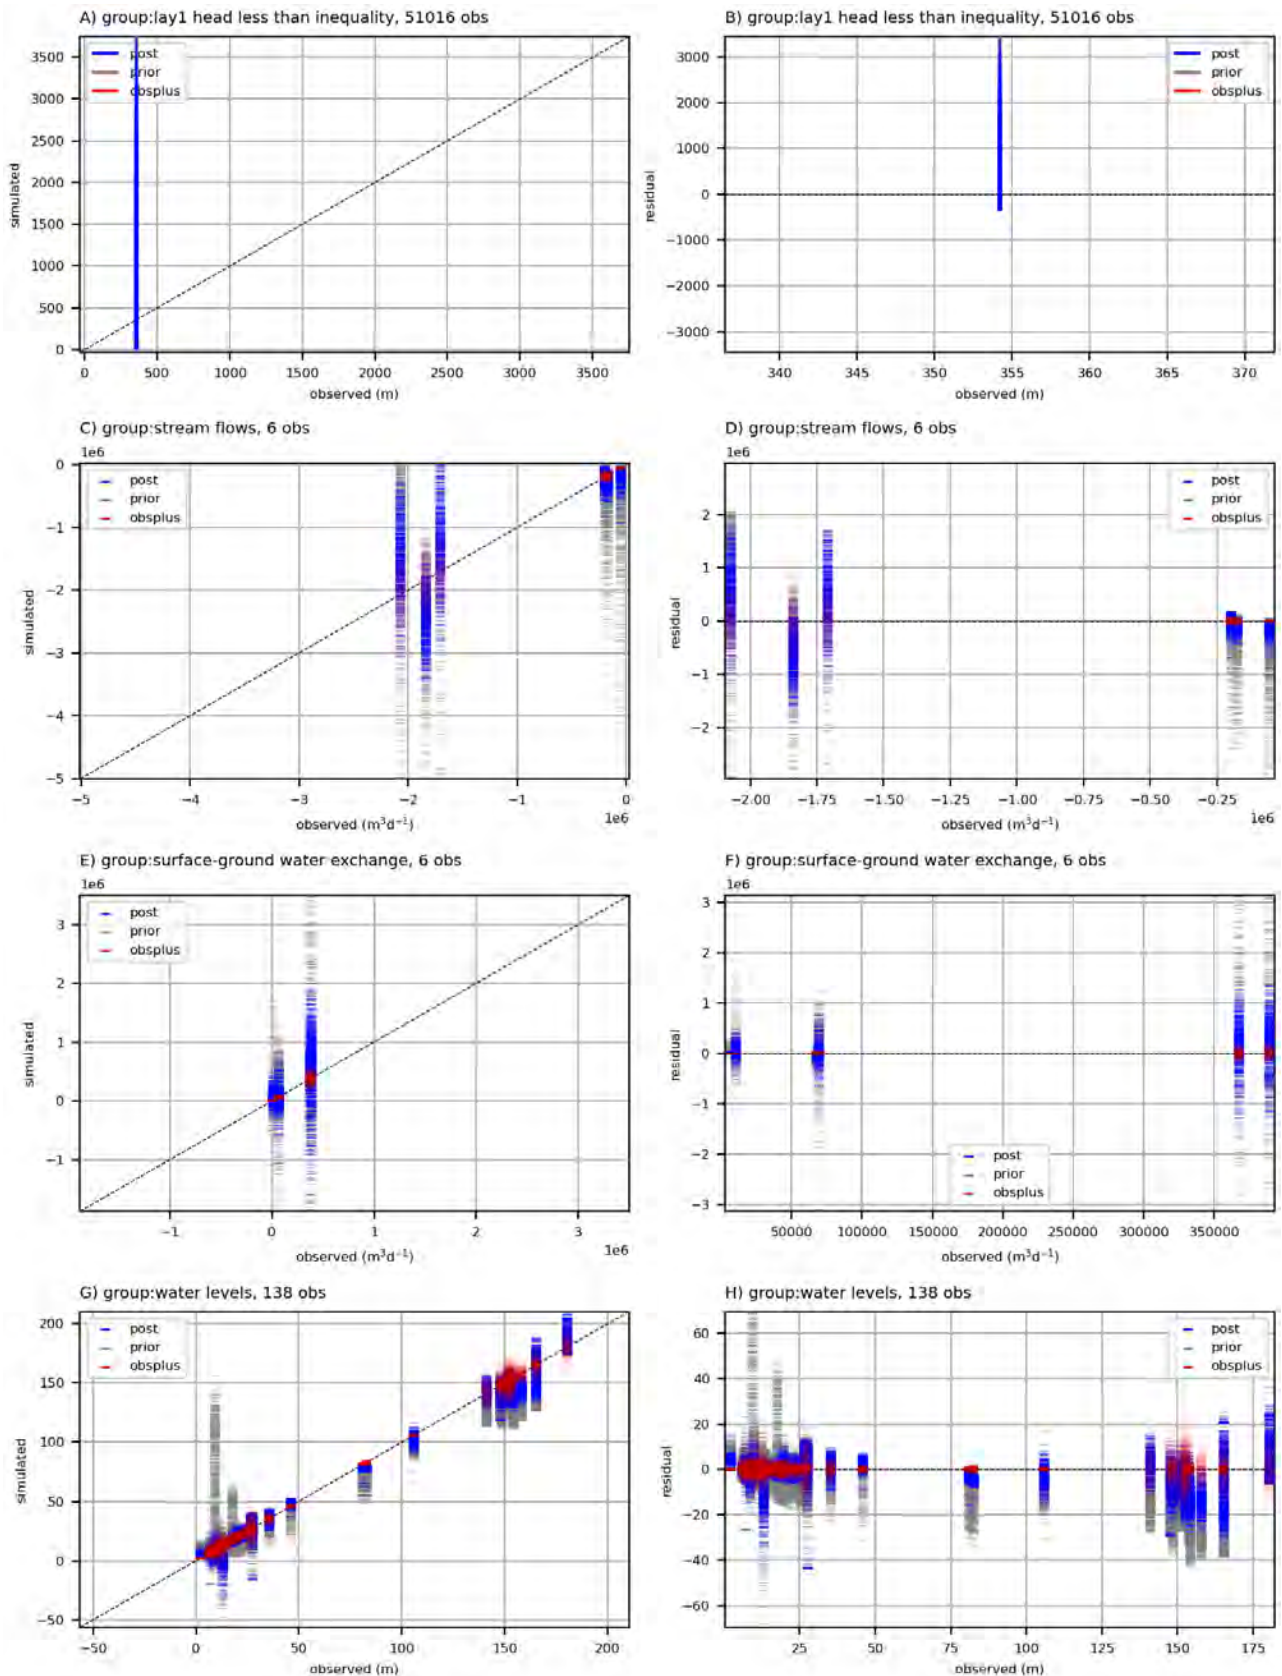 A) group:lay1 head less than inequality, 51016 obs
3500
3000
2500
2000
1500
1000
500
0
simulated
post
prior
obsplus
0 500 1000 1500 2000 2500 3000 3500
observed (m)
B) group:lay1 head less than inequality, 51016 obs
3000
2000
1000
0
−1000
−2000
−3000
residual
post
prior
obsplus
340 345 350 355 360 365 370
observed (m)
C) group:stream flows, 6 obs
1e6
0
−1
−2
−3
−4
−5
simulated
post
prior
obsplus
−5 −4 −3 −2 −1 0
observed (m³d⁻¹)
1e6
D) group:stream flows, 6 obs
1e6
2
1
0
−1
−2
residual
post
prior
obsplus
−2.00 −1.75 −1.50 −1.25 −1.00 −0.75 −0.50 −0.25
observed (m³d⁻¹)
1e6
E) group:surface-ground water exchange, 6 obs
1e6
3
2
1
0
−1
simulated
post
prior
obsplus
−1 0 1 2 3
observed (m³d⁻¹)
1e6
F) group:surface-ground water exchange, 6 obs
1e6
3
2
1
0
−1
−2
−3
residual
post
prior
obsplus
50000 100000 150000 200000 250000 300000 350000
observed (m³d⁻¹)
G) group:water levels, 138 obs
200
150
100
50
0
−50
simulated
post
prior
obsplus
−50 0 50 100 150 200
observed (m)
H) group:water levels, 138 obs
60
40
20
0
−20
−40
−60
residual
post
prior
obsplus
25 50 75 100 125 150 175
observed (m)